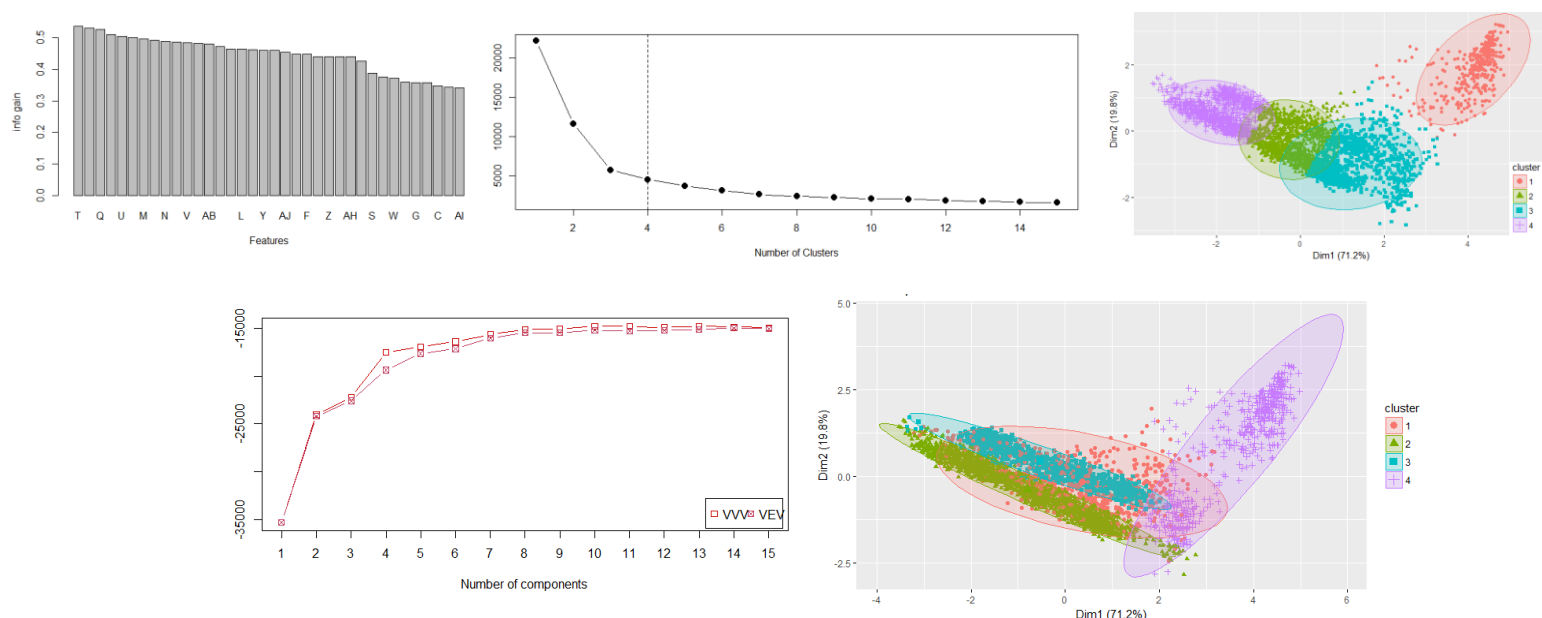 info gain
0.0 0.1 0.2 0.3 0.4 0.5
T Q U M N V AB L Y AJ F Z AH S W G C AI
Features
5000 10000 15000 20000
2 4 6 8 10 12 14
Number of Clusters
Dim2 (19.8%)
2
0
-2
-2 0 2 4
Dim1 (71.2%)
cluster
1
2
3
4
-15000
-25000
-35000
VVV VEV
1 2 3 4 5 6 7 8 9 10 11 12 13 14 15
Number of components
Dim2 (19.8%)
5.0
2.5
0.0
-2.5
-4 -2 0 2 4 6
Dim1 (71.2%)
cluster
1
2
3
4